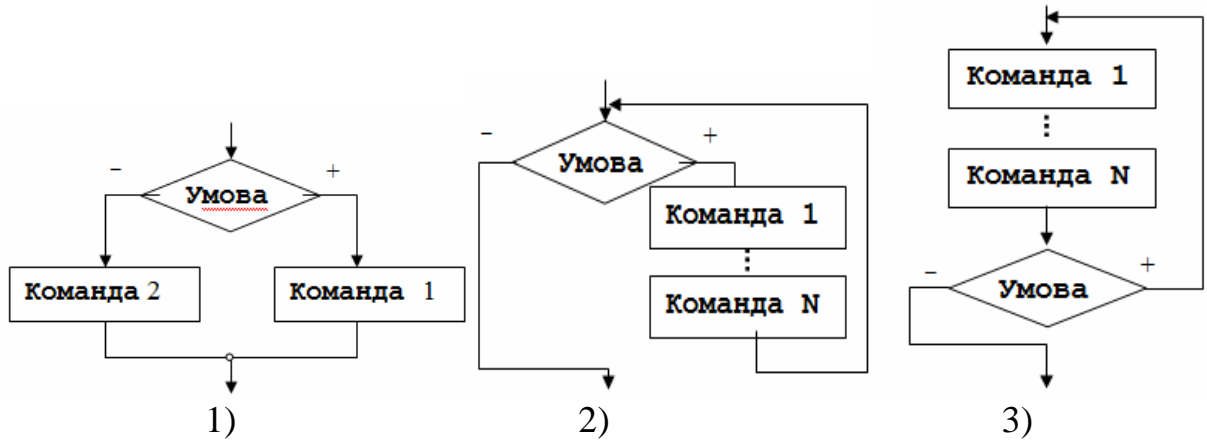 -
+
Умова
Команда 2
Команда 1
1)
-
+
Умова
Команда 1
⋮
Команда N
2)
Команда 1
⋮
Команда N
-
+
Умова
3)